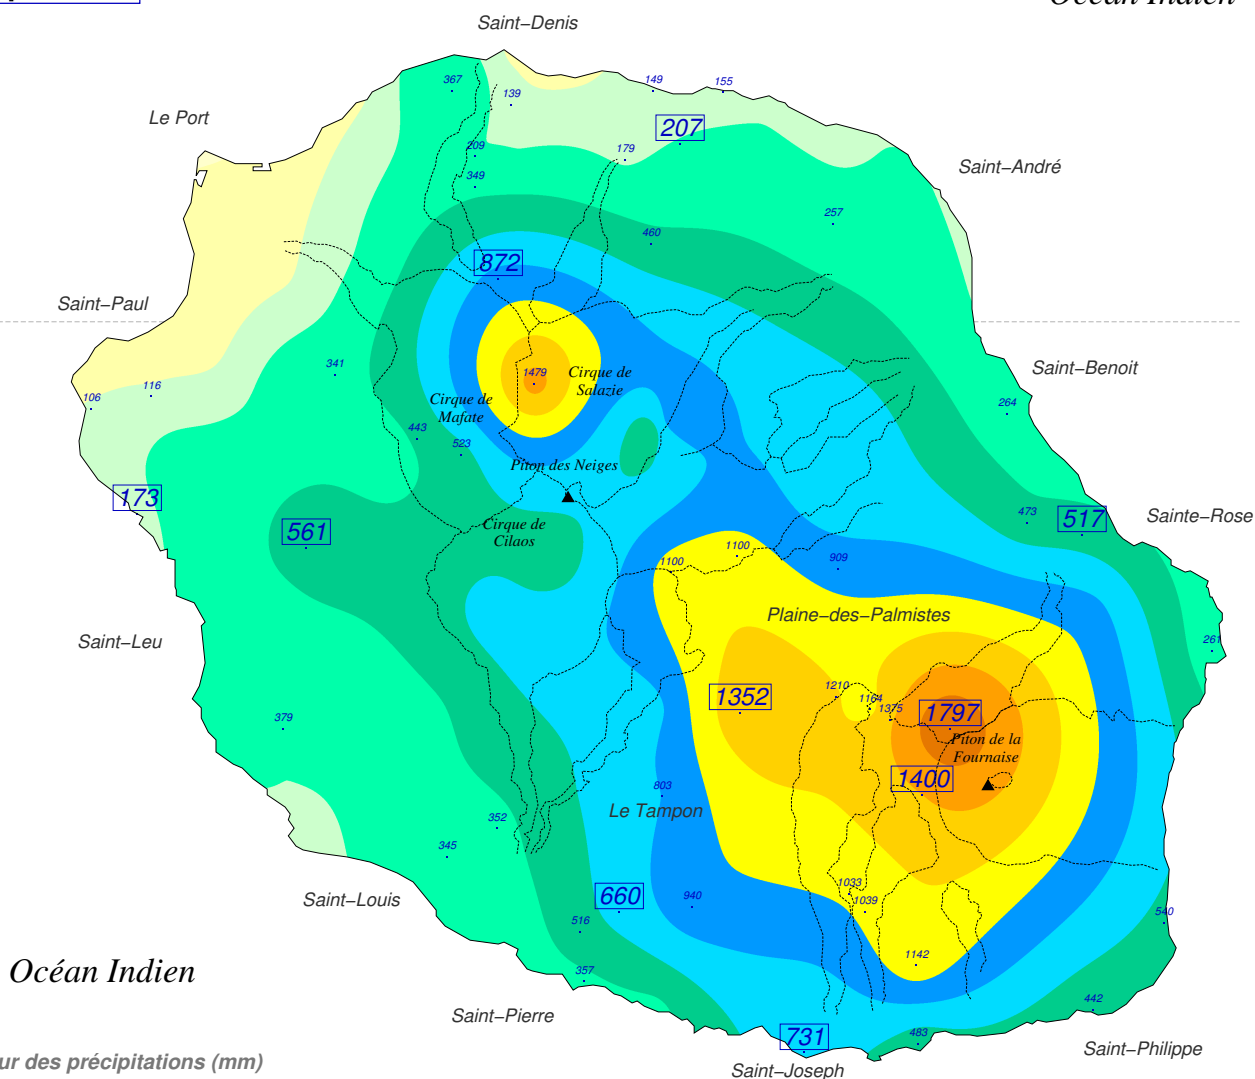 Océan Indien
Saint−Denis
367
139
149
155
Le Port
207
209
179
Saint−André
349
257
460
872
Saint−Paul
341
1479
Cirque de
Salazie
Saint−Benoit
116
106
Cirque de
Mafate
264
443
523
Piton des Neiges
173
561
Cirque de
Cilaos
473
517
Sainte−Rose
1100
1100
909
Plaine−des−Palmistes
Saint−Leu
261
1352
1210
1164
1375
1797
379
Piton de la
Fournaise
1400
803
Le Tampon
352
345
1033
660
940
1039
Saint−Louis
516
540
1142
357
Océan Indien
442
Saint−Pierre
731
483
Saint−Philippe
ur des précipitations (mm)
Saint−Joseph